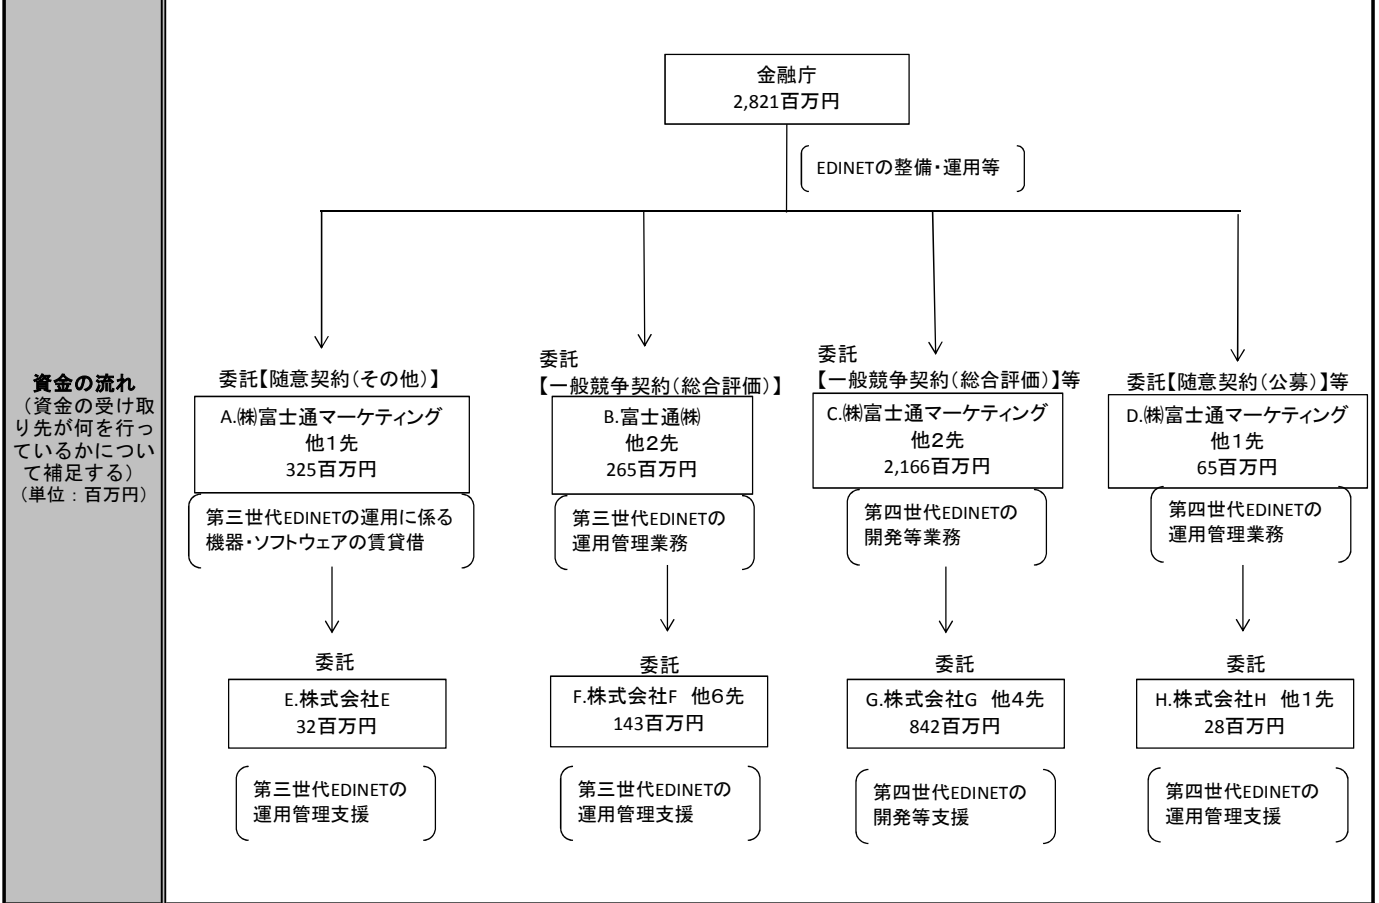 資金の流れ
（資金の受け取
り先が何を行っ
ているかについ
て補足する）
（単位：百万円）
金融庁
2,821百万円
EDINETの整備・運用等
委託【随意契約（その他）】
A.㈱富士通マーケティング
他１先
325百万円
第三世代EDINETの運用に係る
機器・ソフトウェアの賃貸借
委託
【一般競争契約（総合評価）】
B.富士通㈱
他２先
265百万円
第三世代EDINETの
運用管理業務
委託
【一般競争契約（総合評価）】等
C.㈱富士通マーケティング
他２先
2,166百万円
第四世代EDINETの
開発等業務
委託【随意契約（公募）】等
D.㈱富士通マーケティング
他１先
65百万円
第四世代EDINETの
運用管理業務
委託
E.株式会社E
32百万円
第三世代EDINETの
運用管理支援
委託
F.株式会社F　他６先
143百万円
第三世代EDINETの
運用管理支援
委託
G.株式会社G　他４先
842百万円
第四世代EDINETの
開発等支援
委託
H.株式会社H　他１先
28百万円
第四世代EDINETの
運用管理支援